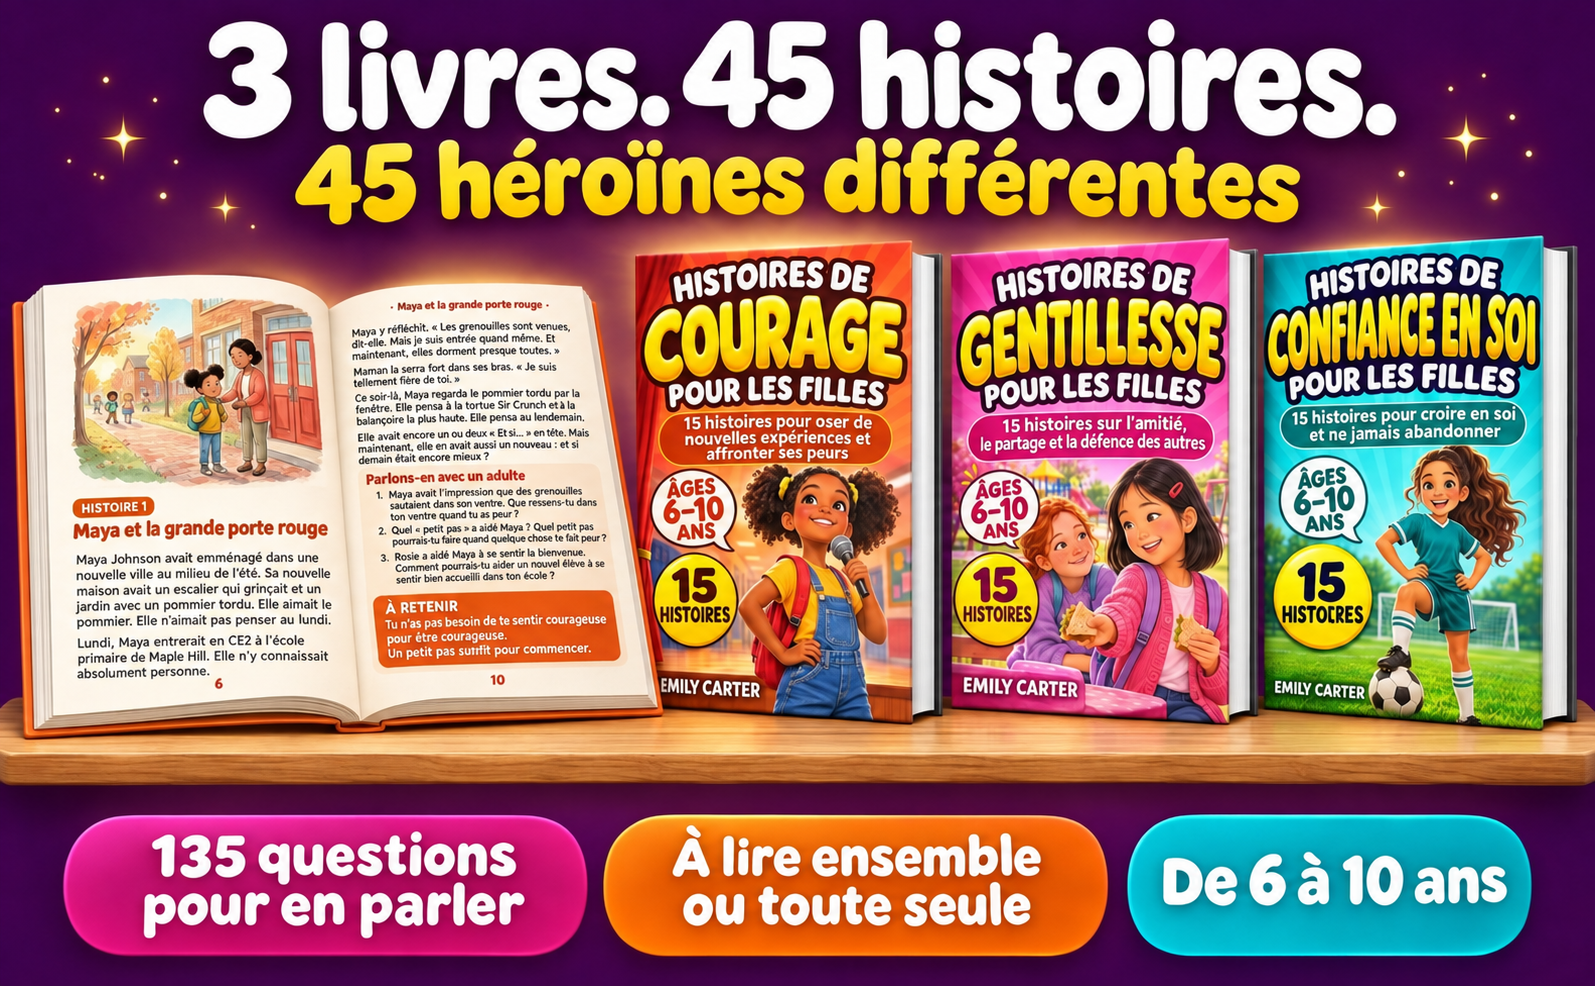 3 livres. 45 histoires.
45 héroïnes différentes
HISTOIRE 1
Maya et la grande porte rouge
Maya Johnson avait emménagé dans une
nouvelle ville au milieu de l'été. Sa nouvelle
maison avait un escalier qui grinçait et un
jardin avec un pommier tordu. Elle aimait le
pommier. Elle n'aimait pas penser au lundi.
Lundi, Maya entrerait en CE2 à l'école
primaire de Maple Hill. Elle n'y connaissait
absolument personne.
6
· Maya et la grande porte rouge ·
Maya y réfléchit. « Les grenouilles sont venues,
dit-elle. Mais je suis entrée quand même. Et
maintenant, elles dorment presque toutes. »
Maman la serra fort dans ses bras. « Je suis
tellement fière de toi. »
Ce soir-là, Maya regarda le pommier tordu par la
fenêtre. Elle pensa à la tortue Sir Crunch et à la
balançoire la plus haute. Elle pensa au lendemain.
Elle avait encore un ou deux « Et si... » en tête. Mais
maintenant, elle en avait aussi un nouveau : et si
demain était encore mieux ?
Parlons-en avec un adulte
1. Maya avait l'impression que des grenouilles
sautaient dans son ventre. Que ressens-tu dans
ton ventre quand tu as peur ?
2. Quel « petit pas » a aidé Maya ? Quel petit pas
pourrais-tu faire quand quelque chose te fait peur ?
3. Rosie a aidé Maya à se sentir la bienvenue.
Comment pourrais-tu aider un nouvel élève à se
sentir bien accueilli dans ton école ?
À RETENIR
Tu n'as pas besoin de te sentir courageuse
pour être courageuse.
Un petit pas suffit pour commencer.
10
HISTOIRES DE
COURAGE
POUR LES FILLES
15 histoires pour oser de
nouvelles expériences et
affronter ses peurs
ÂGES
6–10
ANS
15
HISTOIRES
EMILY CARTER
HISTOIRES DE
GENTILLESSE
POUR LES FILLES
15 histoires sur l'amitié,
le partage et la défence des autres
ÂGES
6–10
ANS
15
HISTOIRES
EMILY CARTER
HISTOIRES DE
CONFIANCE EN SOI
POUR LES FILLES
15 histoires pour croire en soi
et ne jamais abandonner
ÂGES
6–10
ANS
15
HISTOCRES
EMILY CARTER
135 questions
pour en parler
À lire ensemble
ou toute seule
De 6 à 10 ans